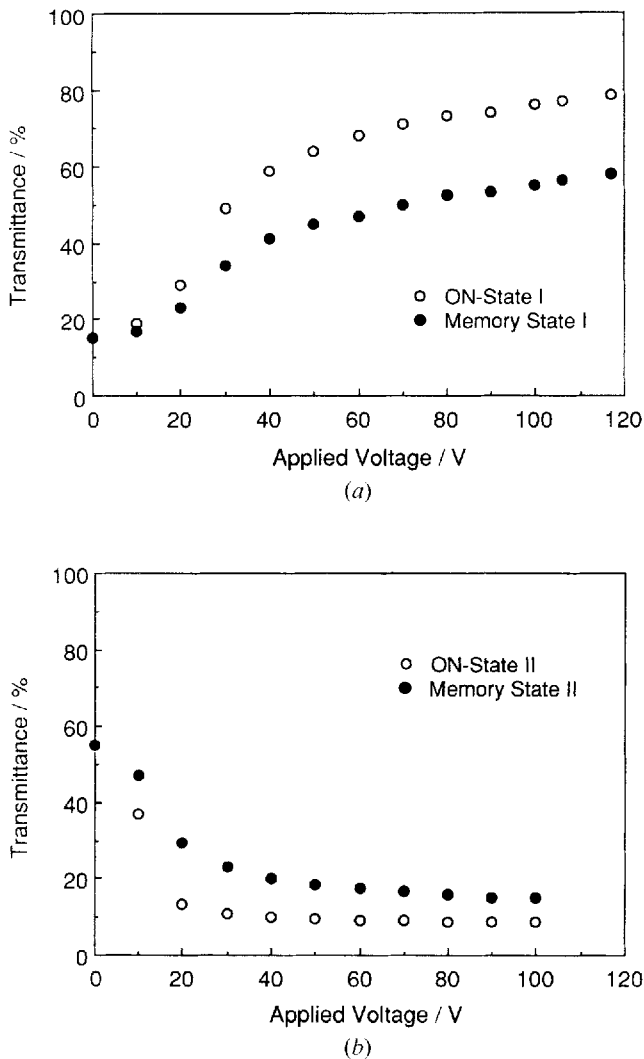 100
80
60
40
20
0
Transmittance / %
ON-State I
Memory State I
0 20 40 60 80 100 120
Applied Voltage / V
(a)
100
80
60
40
20
0
Transmittance / %
ON-State II
Memory State II
0 20 40 60 80 100 120
Applied Voltage / V
(b)